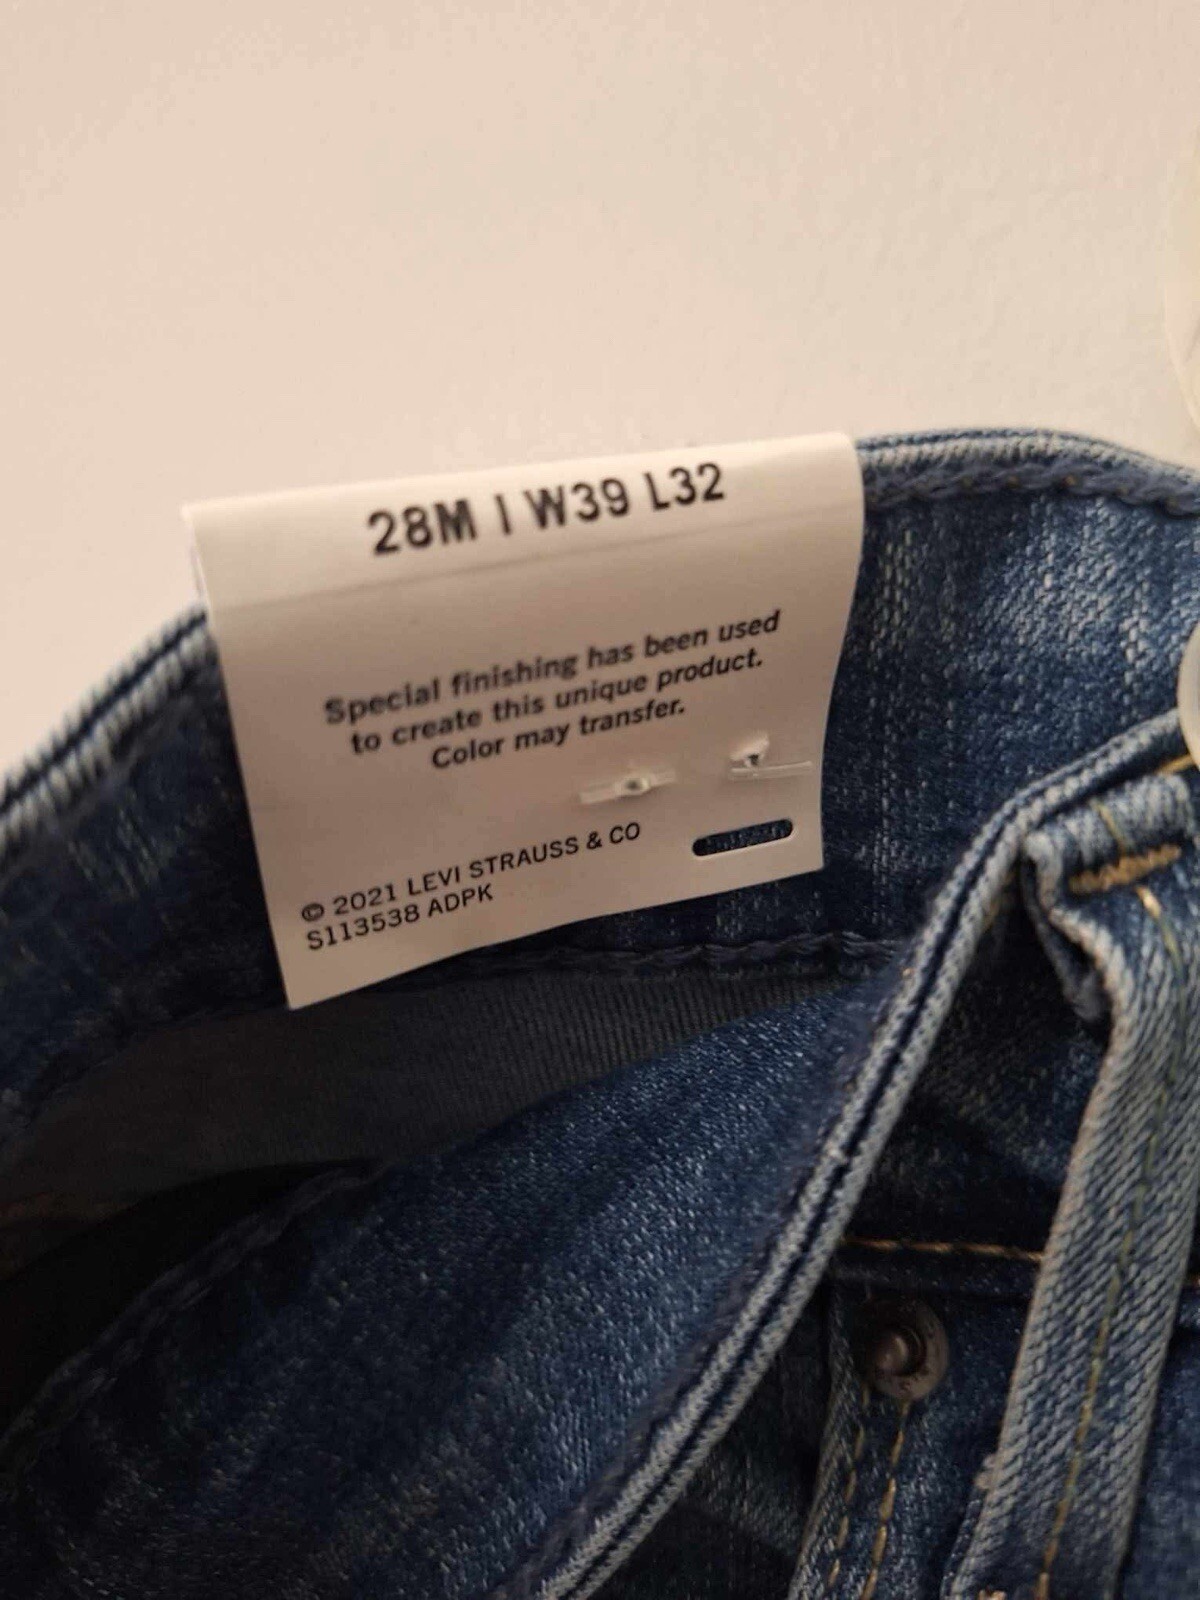 28M | W39 L32
Special finishing has been used
to create this unique product.
Color may transfer.
© 2021 LEVI STRAUSS & CO
S113538 ADPK